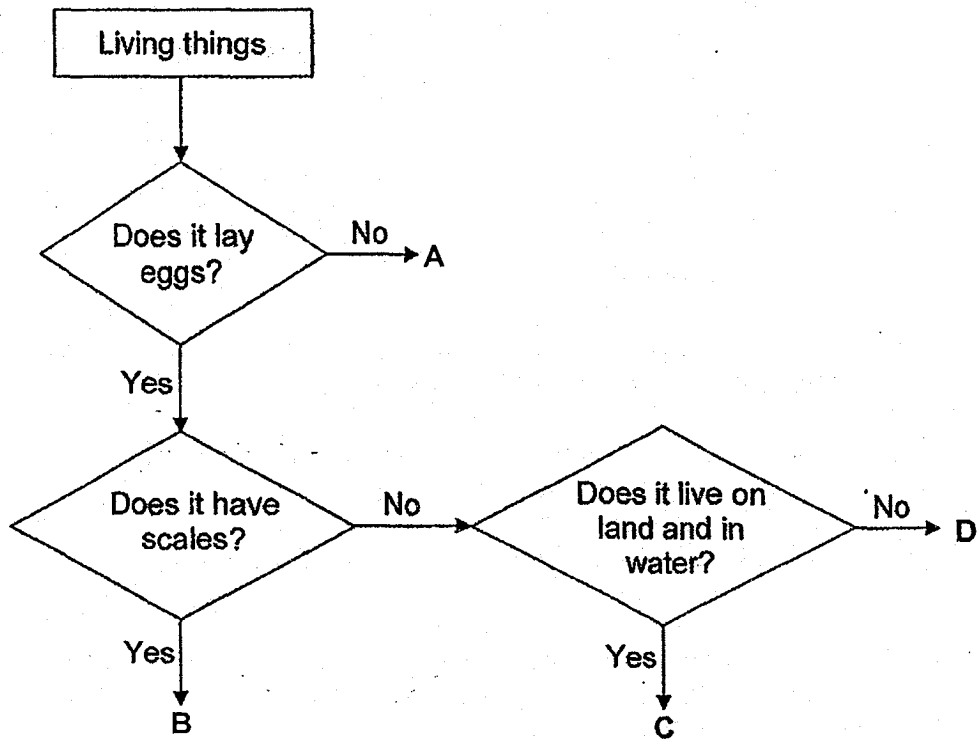 Living things
Does it lay
eggs?
No
A
Yes
Does it have
scales?
No
Does it live on
land and in
water?
No
D
Yes
B
Yes
C